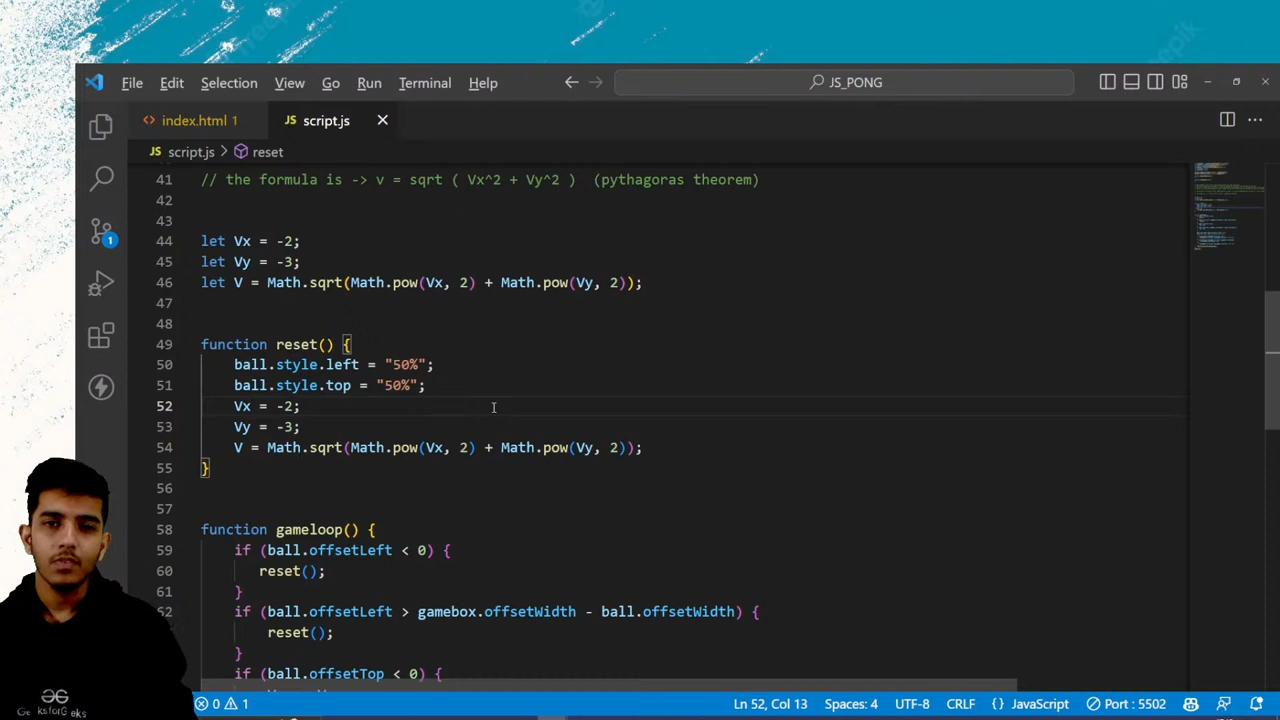 File Edit Selection View Go Run Terminal Help
JS_PONG
index.html 1
JS script.js
JS script.js > reset
41 // the formula is -> v = sqrt ( Vx^2 - Vy^2 ) (pythagoras theorem)
42
43
44 let Vx = -2;
45 let Vy = -3;
46 let V = Math.sqrt(Math.pow(Vx, 2) + Math.pow(Vy, 2));
47
48
49 function reset() {
50 ball.style.left = "50%";
51 ball.style.top = "50%";
52 Vx = -2;
53 Vy = -3;
54 V = Math.sqrt(Math.pow(Vx, 2) + Math.pow(Vy, 2));
55 }
56
57
58 function gameloop() {
59 if (ball.offsetLeft < 0) {
60 reset();
61 }
62 if (ball.offsetLeft > gamebox.offsetWidth - ball.offsetWidth) {
reset();
}
if (ball.offsetTop < 0) {
1
0 1
Ln 52, Col 13 Spaces: 4 UTF-8 CRLF {} JavaScript Port : 5502